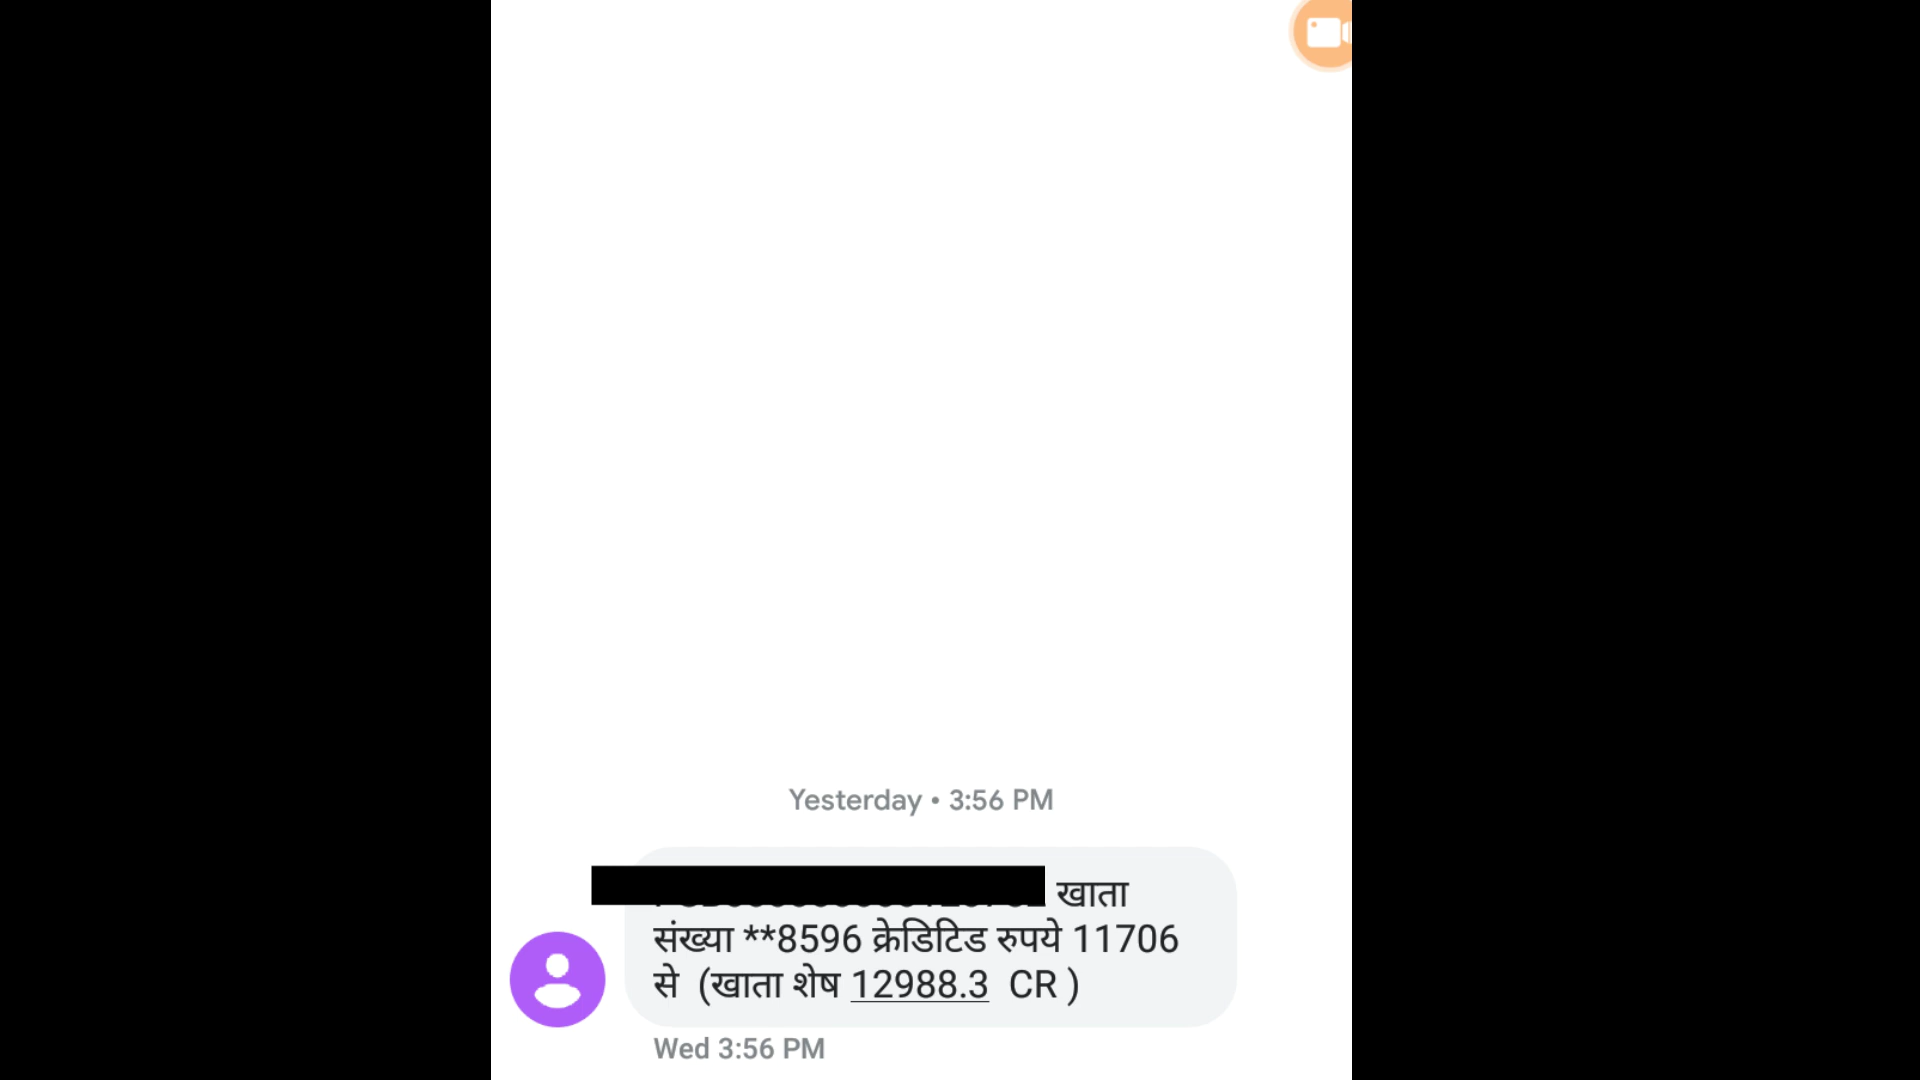 Yesterday • 3:56 PM
खाता
संख्या **8596 क्रेडिटिड रुपये 11706
से (खाता शेष 12988.3 CR )
Wed 3:56 PM